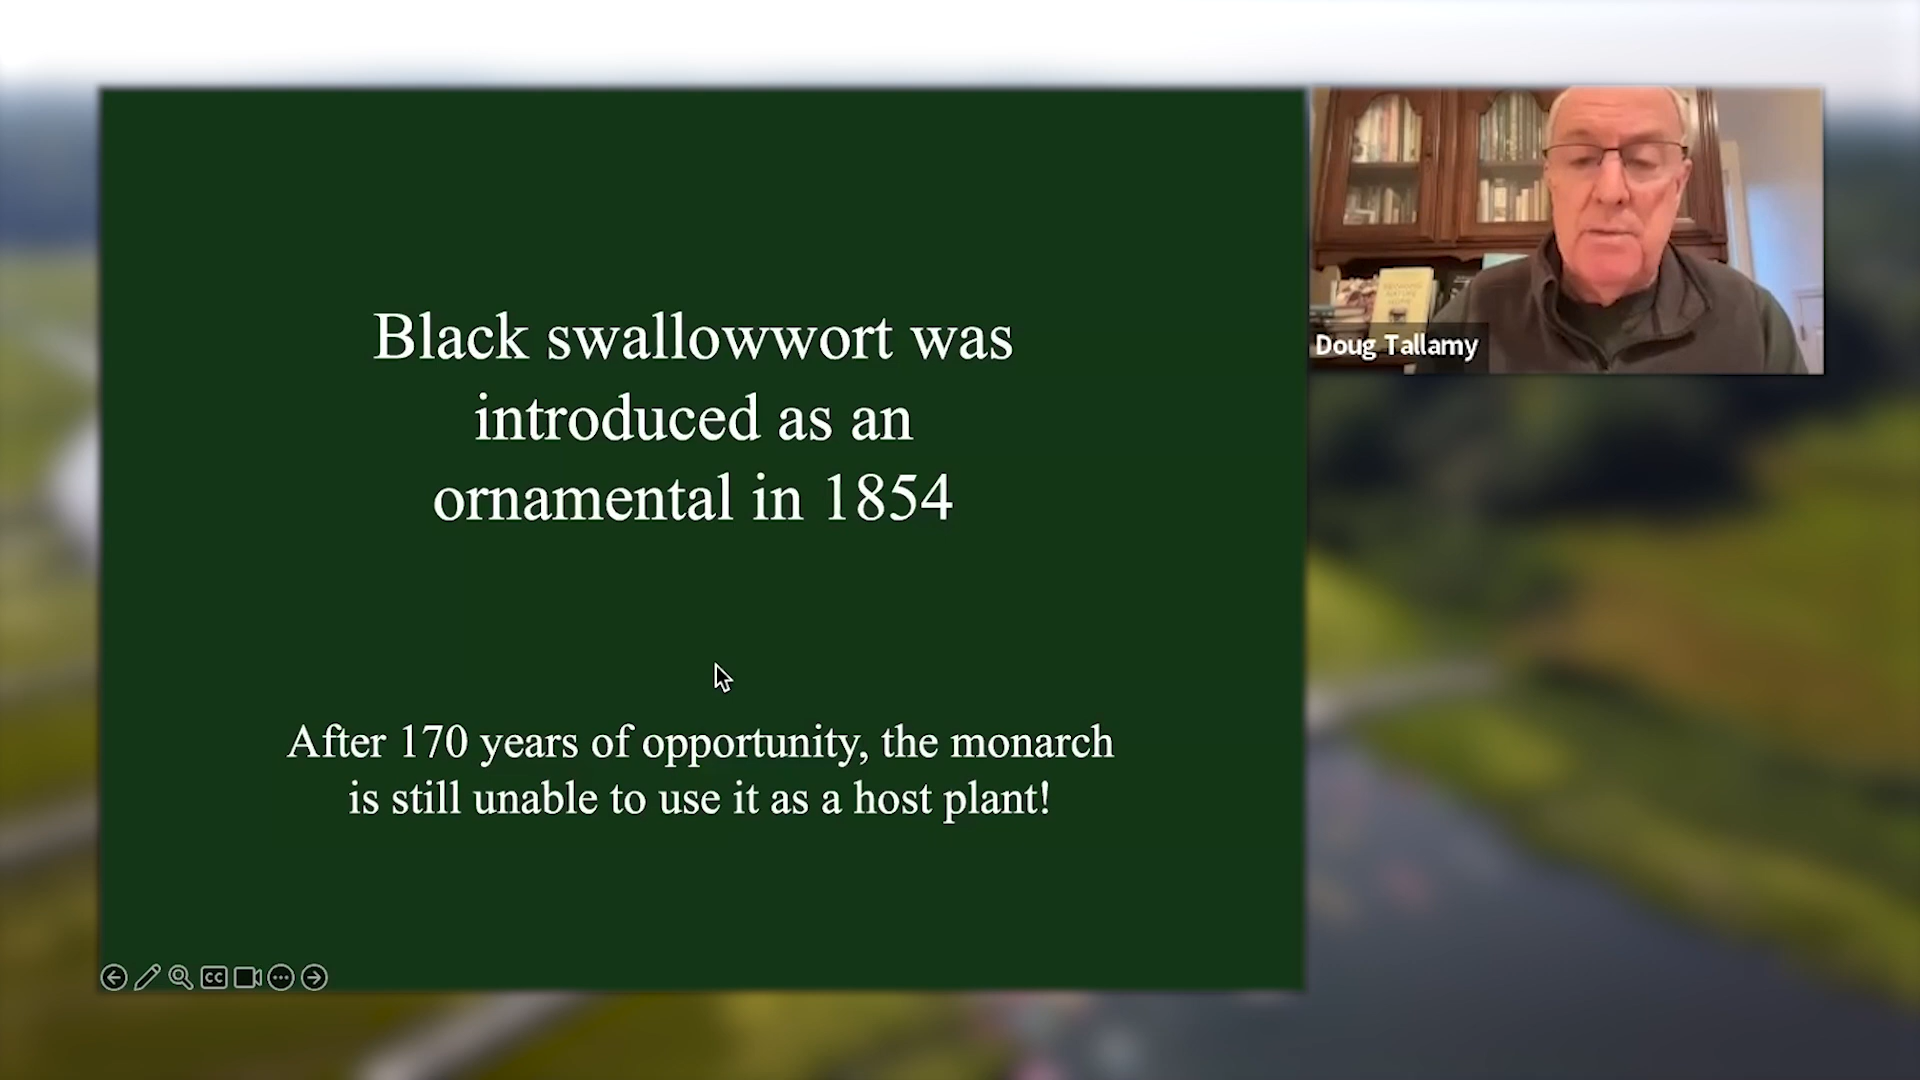 Black swallowwort was
introduced as an
ornamental in 1854
After 170 years of opportunity, the monarch
is still unable to use it as a host plant!
Doug Tallamy
CC